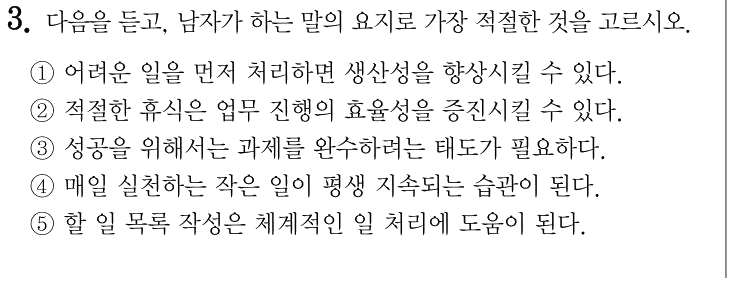 3. 다음을 듣고, 남자가 하는 말의 요지로 가장 적절한 것을 고르시오.
① 어려운 일을 먼저 처리하면 생산성을 향상시킬 수 있다.
② 적절한 휴식은 업무 진행의 효율성을 증진시킬 수 있다.
③ 성공을 위해서는 과제를 완수하려는 태도가 필요하다.
④ 매일 실천하는 작은 일이 평생 지속되는 습관이 된다.
⑤ 할 일 목록 작성은 체계적인 일 처리에 도움이 된다.